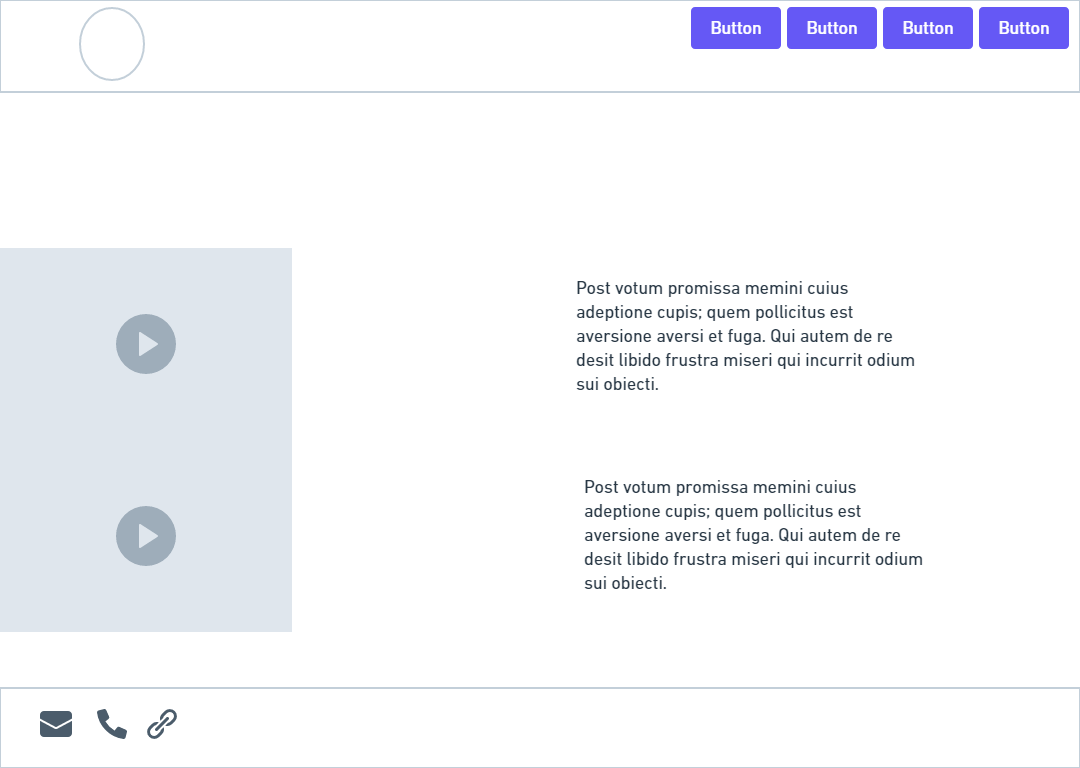 Button Button Button Button
Post votum promissa memini cuius
adeptione cupis; quem pollicitus est
aversione aversi et fuga. Qui autem de re
desit libido frustra miseri qui incurrit odium
sui obiecti.
Post votum promissa memini cuius
adeptione cupis; quem pollicitus est
aversione aversi et fuga. Qui autem de re
desit libido frustra miseri qui incurrit odium
sui obiecti.